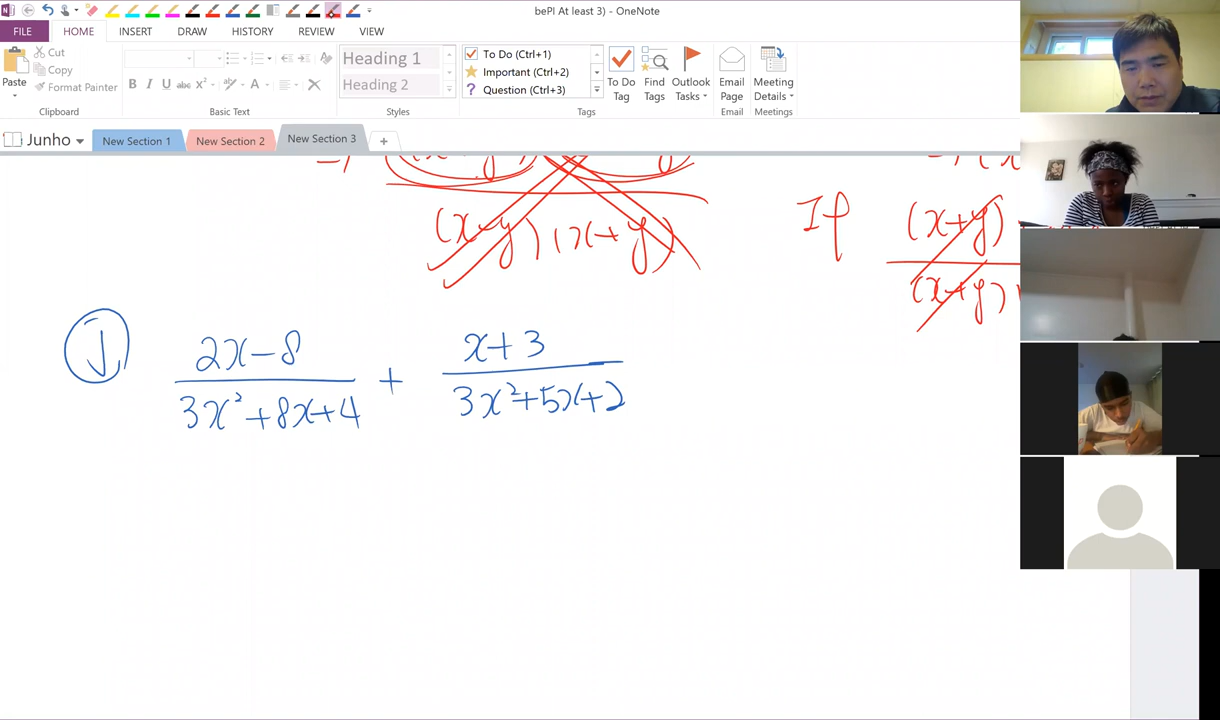 bePI At least 3) - OneNote
FILE HOME INSERT DRAW HISTORY REVIEW VIEW
Paste
Cut
Copy
Format Painter
Clipboard
B I U abc x² A
Basic Text
Heading 1
Heading 2
Styles
To Do (Ctrl+1)
Important (Ctrl+2)
? Question (Ctrl+3)
To Do Tag
Find Tags
Outlook Tasks
Tags
Email Page
Email
Meeting Details
Meetings
Junho New Section 1 New Section 2 New Section 3 +
(x-y)(x+y)
If (x+y)
(x+y)
J 2x-8 + x+3
3x²+8x+4 3x²+5x+2